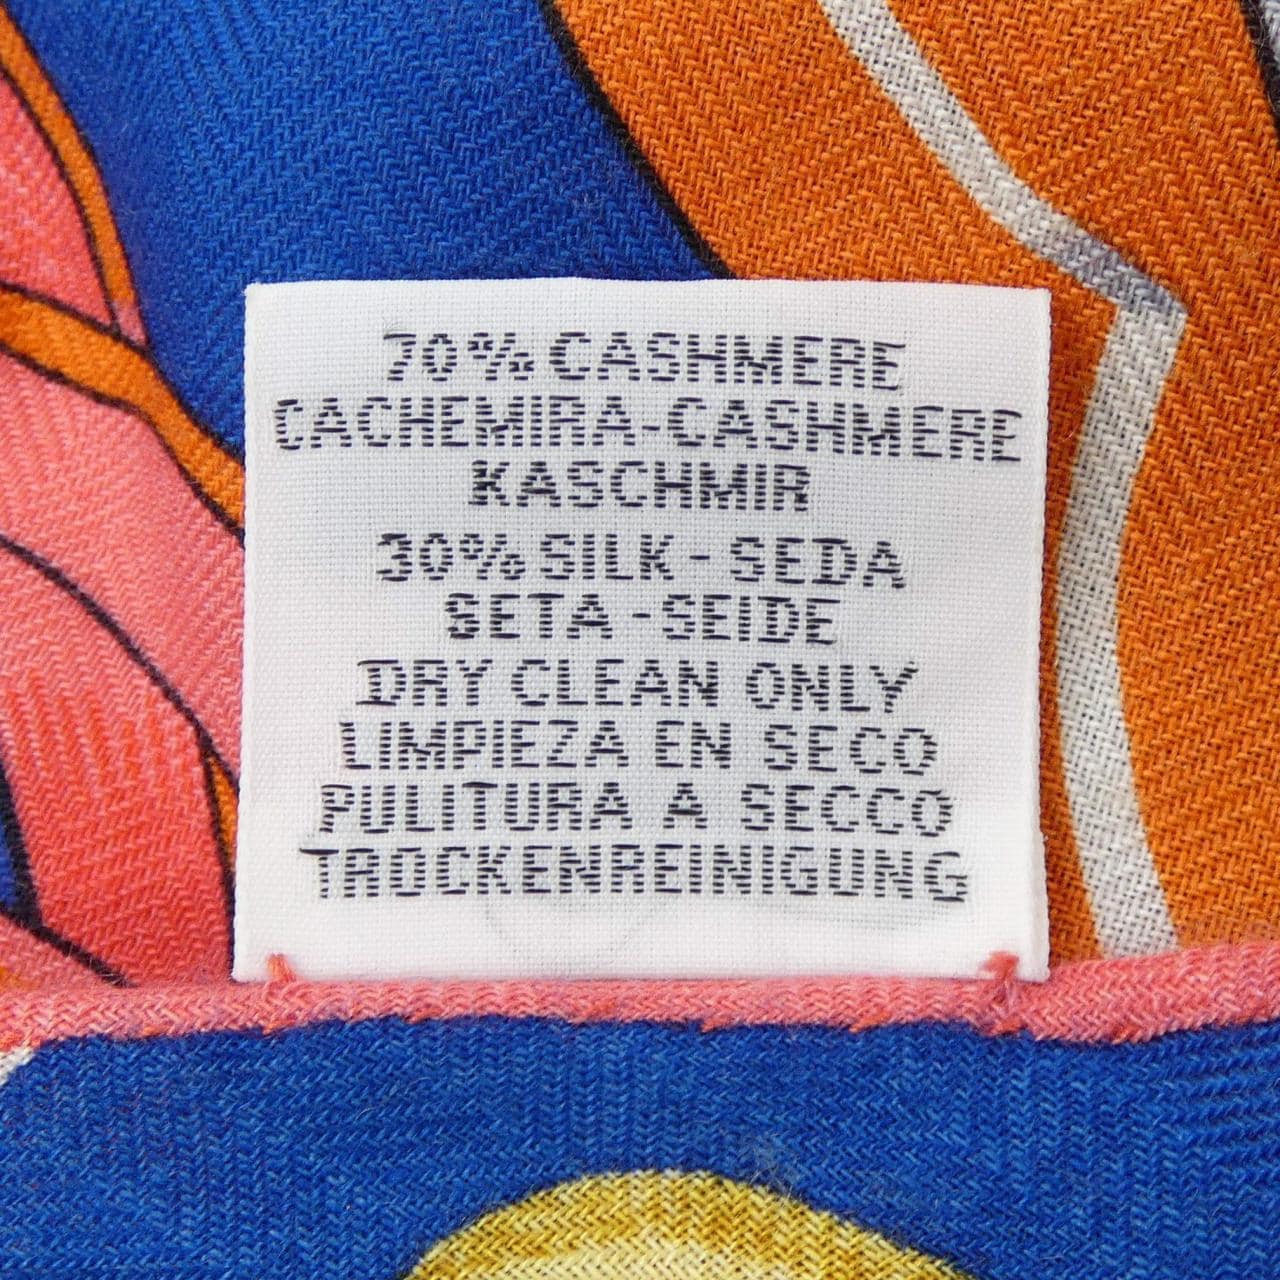 70% CASHMERE
CACHEMIRA-CASHMERE
KASCHMIR
30% SILK - SEDA
SETA - SEIDE
DRY CLEAN ONLY
LIMPIEZA EN SECO
PULITURA A SECCO
TROCKENREINIGUNG